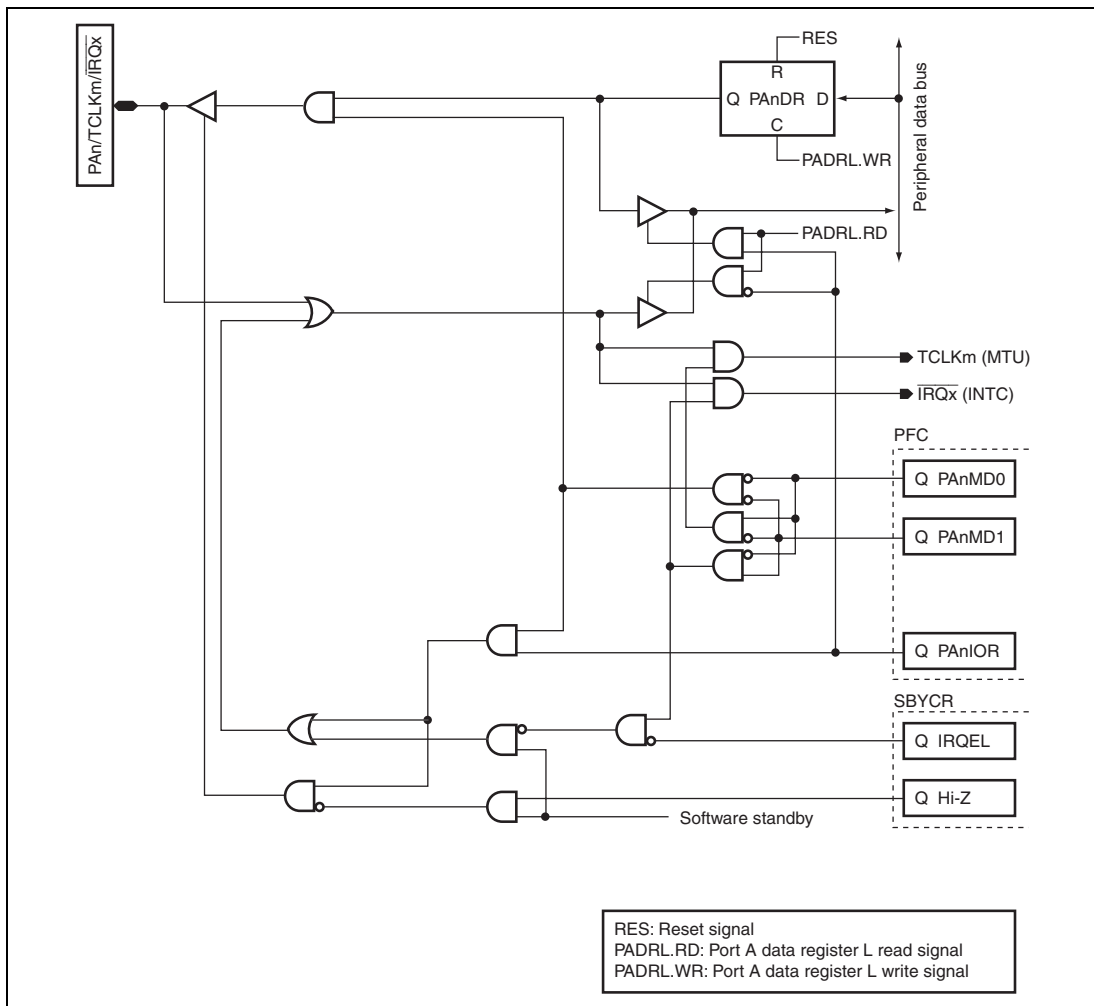 PAn/TCLKm/I̅R̅Q̅x̅
RES
R
Q PAnDR D
C
PADRL.WR
Peripheral data bus
PADRL.RD
TCLKm (MTU)
I̅R̅Q̅x̅ (INTC)
PFC
Q PAnMD0
Q PAnMD1
Q PAnIOR
SBYCR
Q IRQEL
Q Hi-Z
Software standby
RES: Reset signal
PADRL.RD: Port A data register L read signal
PADRL.WR: Port A data register L write signal